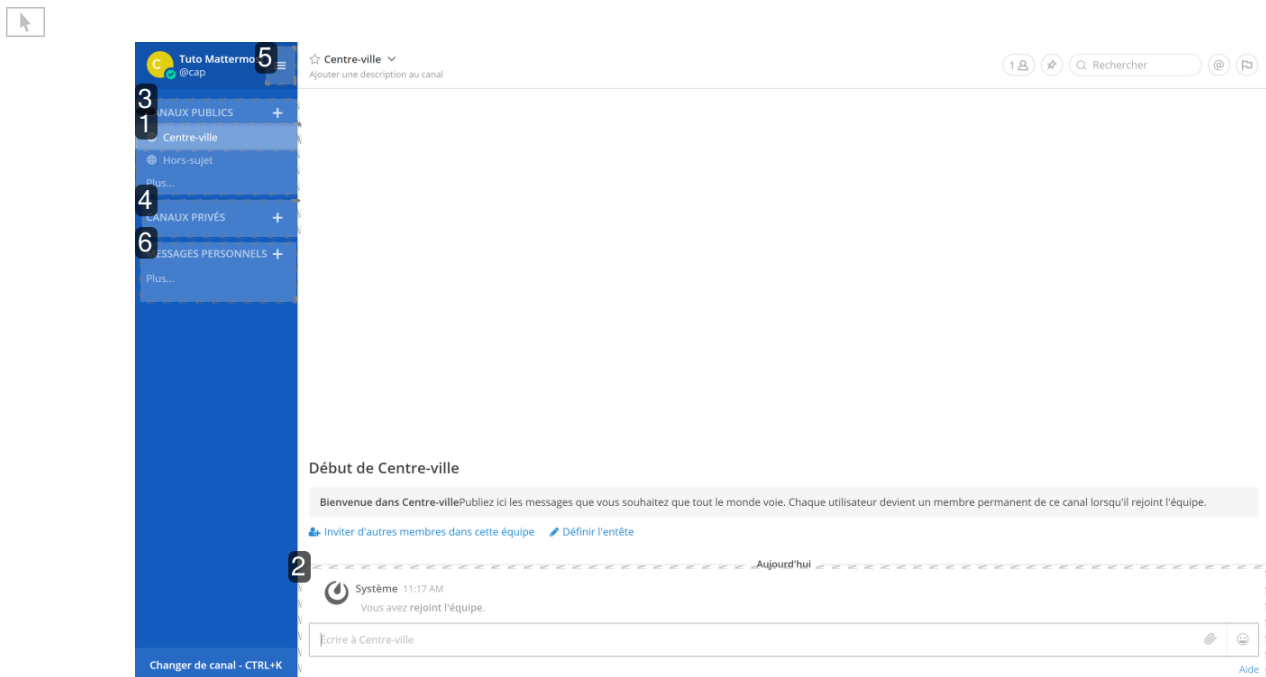 Tuto Mattermo
5
@cap
Centre-ville
Ajouter une description au canal
1
Rechercher
@
3
NAUX PUBLICS +
1
Centre-ville
Hors-sujet
Plus...
4
CANAUX PRIVÉS +
6
ESSAGES PERSONNELS +
Plus...
Début de Centre-ville
Bienvenue dans Centre-villePubliez ici les messages que vous souhaitez que tout le monde voie. Chaque utilisateur devient un membre permanent de ce canal lorsqu'il rejoint l'équipe.
Inviter d'autres membres dans cette équipe Définir l'entête
2
Aujourd'hui
Système 11:17 AM
Vous avez rejoint l'équipe.
Écrire à Centre-ville
Changer de canal - CTRL+K
Aide